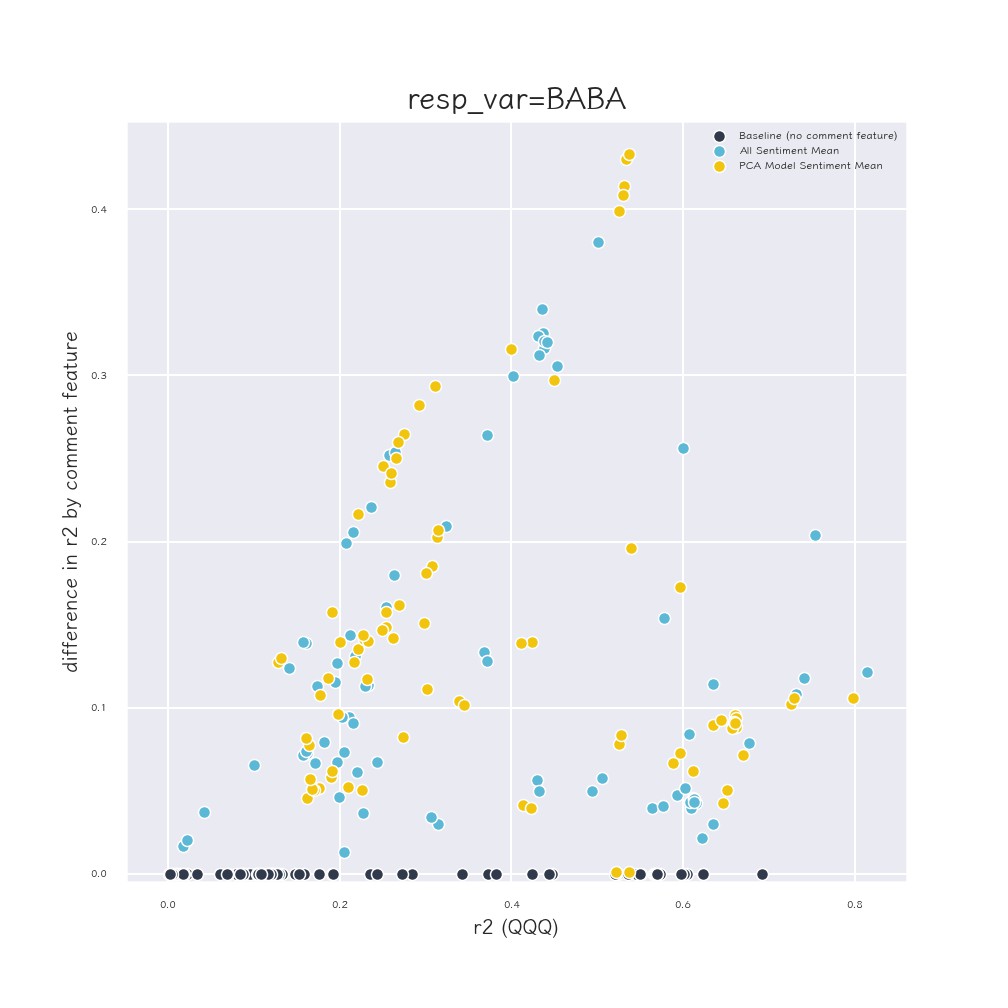 resp_var=BABA
Baseline (no comment feature)
All Sentiment Mean
PCA Model Sentiment Mean
difference in r2 by comment feature
0.4
0.3
0.2
0.1
0.0
0.0 0.2 0.4 0.6 0.8
r2 (QQQ)